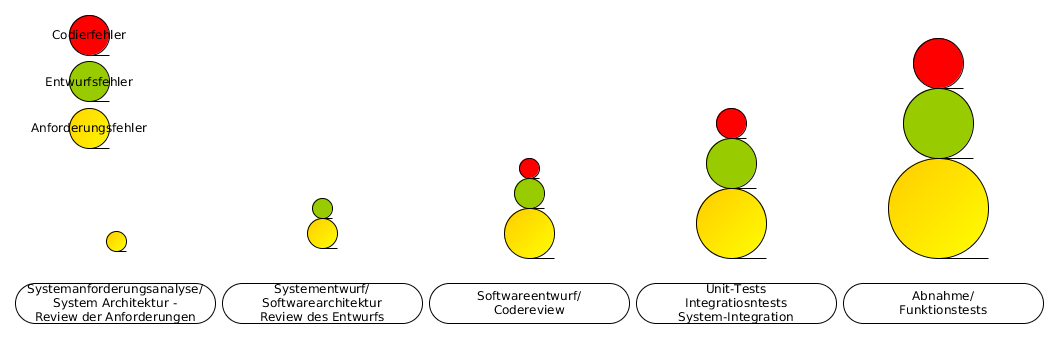 Codierfehler
Entwurfsfehler
Anforderungsfehler
Systemanforderungsanalyse/
System Architektur -
Review der Anforderungen
Systementwurf/
Softwarearchitektur
Review des Entwurfs
Softwareentwurf/
Codereview
Unit-Tests
Integrationstests
System-Integration
Abnahme/
Funktionstests